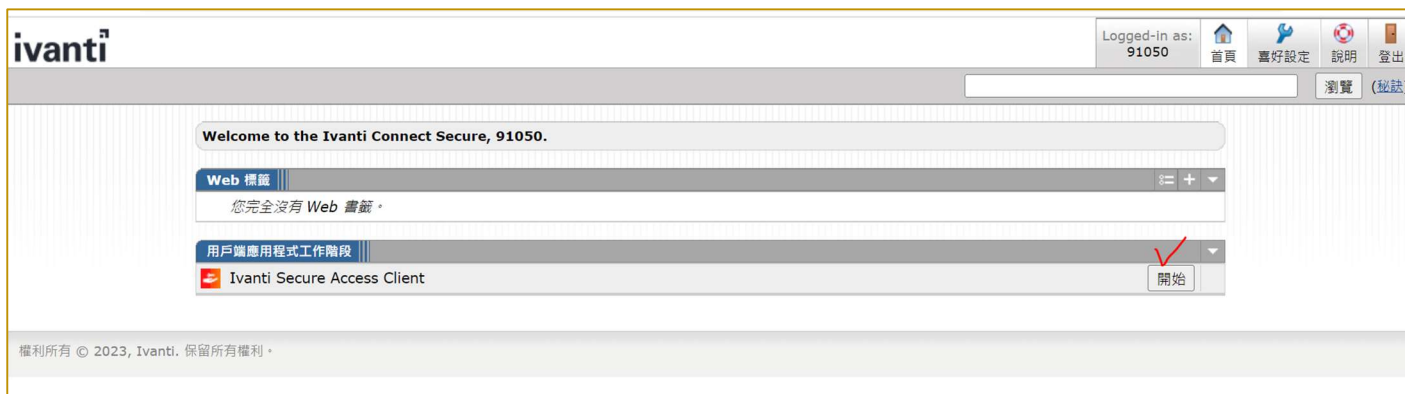 ivanti
Logged-in as:
91050
首頁
喜好設定
說明
登出
瀏覽
(秘訣)
Welcome to the Ivanti Connect Secure, 91050.
Web 標籤
您完全沒有 Web 書籤。
用戶端應用程式工作階段
Ivanti Secure Access Client
開始
權利所有 © 2023, Ivanti. 保留所有權利。